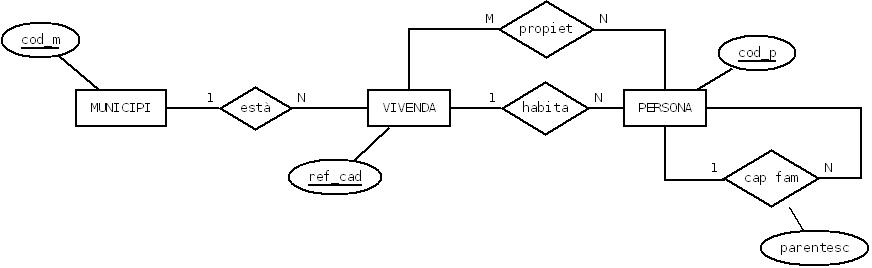 M propiet N
cod_m
cod_p
MUNICIPI 1 està N VIVENDA 1 habita N PERSONA
ref_cad
1 cap fam N
parentesc